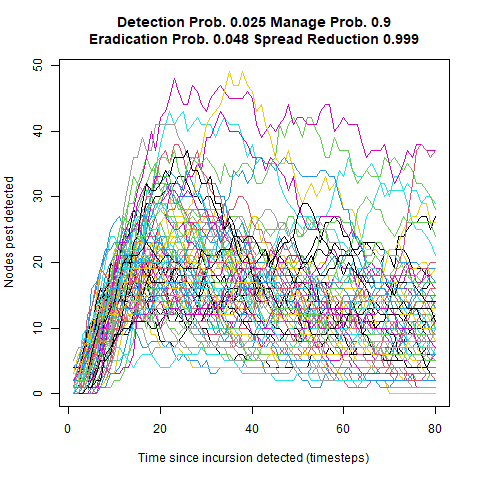 Detection Prob. 0.025 Manage Prob. 0.9
Eradication Prob. 0.048 Spread Reduction 0.999
50
40
30
20
10
0
Nodes pest detected
0 20 40 60 80
Time since incursion detected (timesteps)